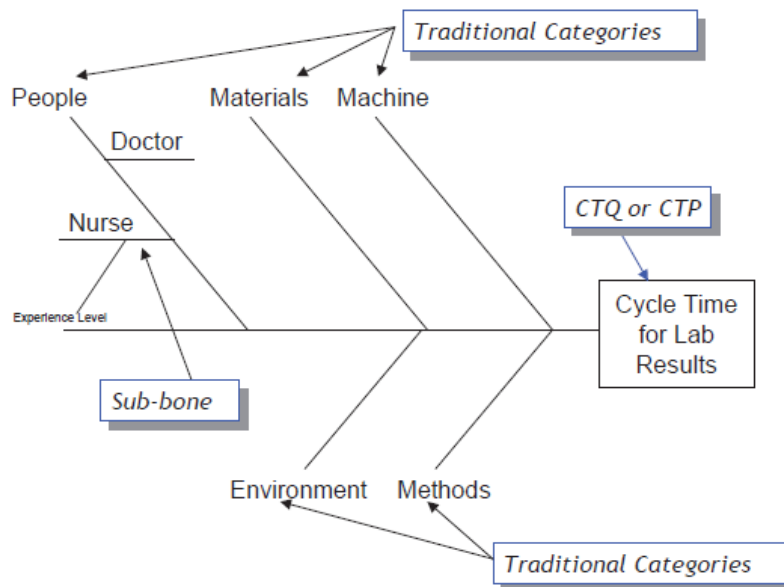 Traditional Categories
People
Materials
Machine
Doctor
CTQ or CTP
Nurse
Cycle Time
for Lab
Results
Experience Level
Sub-bone
Environment
Methods
Traditional Categories